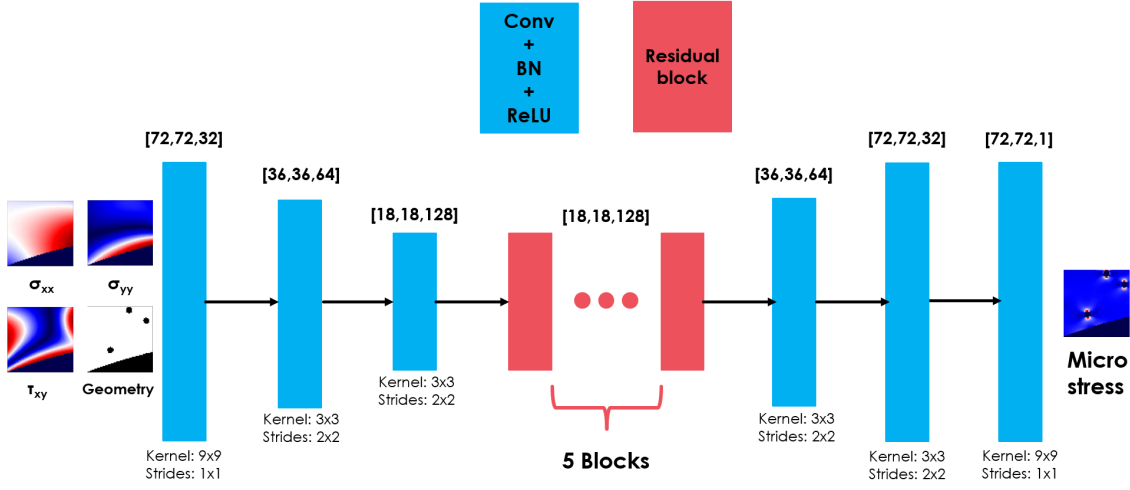 Conv
+
BN
+
ReLU
Residual
block
[72,72,32]
[36,36,64]
[18,18,128]
[18,18,128]
[36,36,64]
[72,72,32]
[72,72,1]
σxx
σyy
τxy
Geometry
Kernel: 9x9
Strides: 1x1
Kernel: 3x3
Strides: 2x2
Kernel: 3x3
Strides: 2x2
5 Blocks
Kernel: 3x3
Strides: 2x2
Kernel: 3x3
Strides: 2x2
Kernel: 9x9
Strides: 1x1
Micro
stress